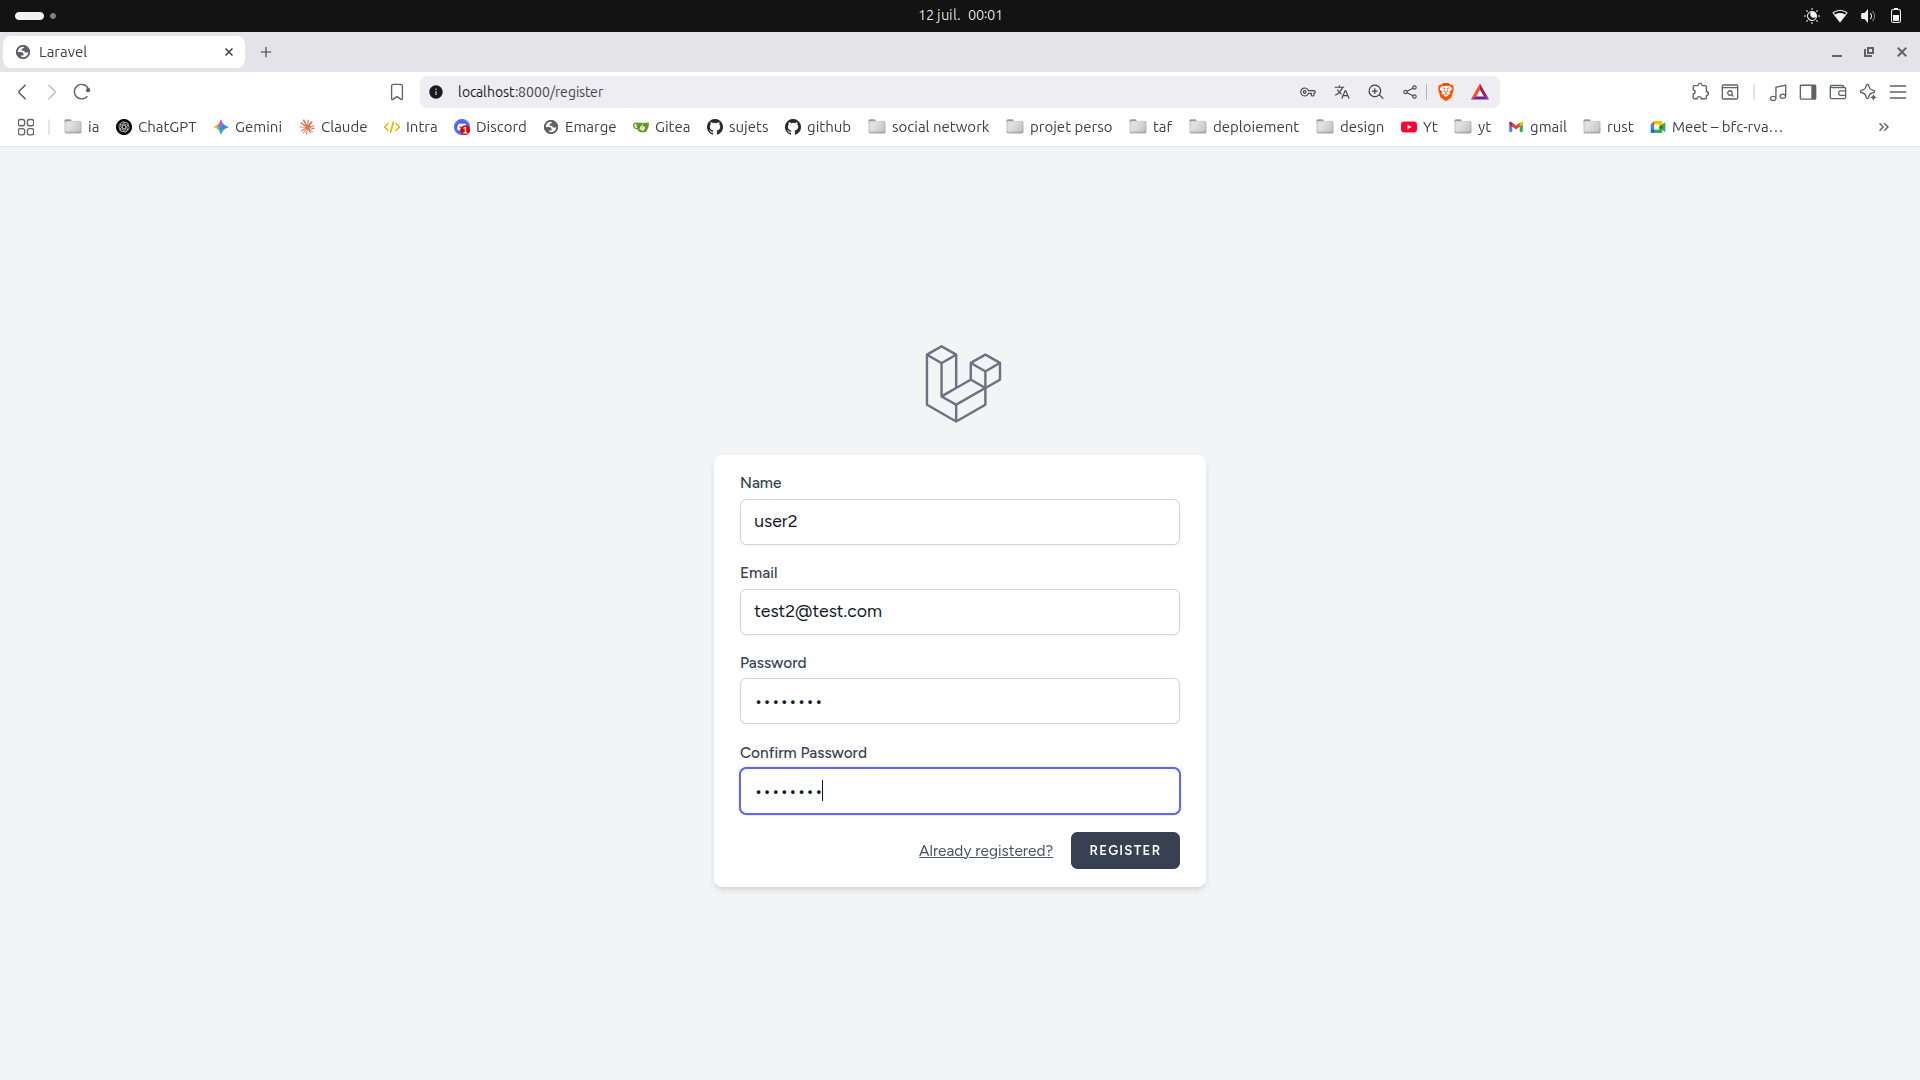 12 juil.  00:01
Laravel
localhost:8000/register
ia ChatGPT Gemini Claude Intra Discord Emarge Gitea sujets github social network projet perso taf deploiement design Yt yt gmail rust Meet – bfc-rva…
Name
user2
Email
test2@test.com
Password
••••••••
Confirm Password
••••••••
Already registered? REGISTER